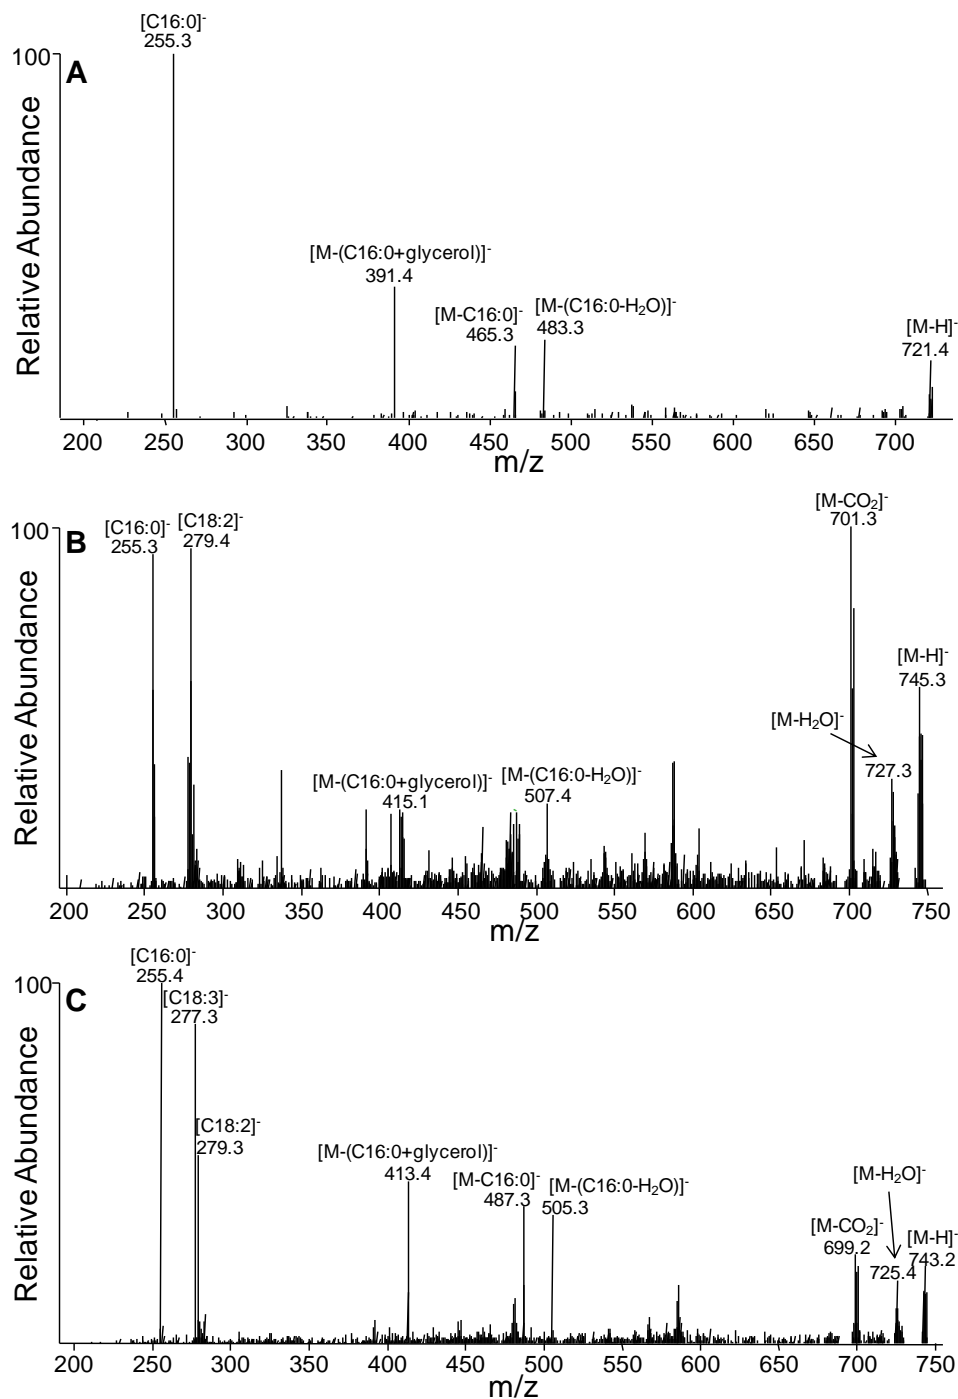 [C16:0]-
255.3
100
A
Relative Abundance
[M-(C16:0+glycerol)]-
391.4
[M-C16:0]-
465.3
[M-(C16:0-H₂O)]-
483.3
[M-H]-
721.4
200 250 300 350 400 450 500 550 600 650 700
m/z
[M-CO₂]-
701.3
100
B
[C16:0]-
255.3
[C18:2]-
279.4
Relative Abundance
[M-H]-
745.3
[M-H₂O]-
727.3
[M-(C16:0+glycerol)]-
415.1
[M-(C16:0-H₂O)]-
507.4
200 250 300 350 400 450 500 550 600 650 700 750
m/z
[C16:0]-
255.4
100
C
[C18:3]-
277.3
Relative Abundance
[C18:2]-
279.3
[M-(C16:0+glycerol)]-
413.4
[M-C16:0]-
487.3
[M-(C16:0-H₂O)]-
505.3
[M-H₂O]-
725.4
[M-CO₂]-
699.2
[M-H]-
743.2
200 250 300 350 400 450 500 550 600 650 700 750
m/z